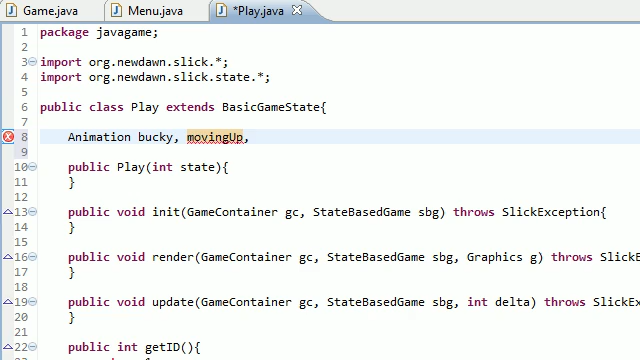 Game.java Menu.java *Play.java
1 package javagame;
2
3 import org.newdawn.slick.*;
4 import org.newdawn.slick.state.*;
5
6 public class Play extends BasicGameState{
7
8 Animation bucky, movingUp,
9
10 public Play(int state){
11 }
12
13 public void init(GameContainer gc, StateBasedGame sbg) throws SlickException{
14 }
15
16 public void render(GameContainer gc, StateBasedGame sbg, Graphics g) throws SlickE
17 }
18
19 public void update(GameContainer gc, StateBasedGame sbg, int delta) throws SlickEx
20 }
21
22 public int getID(){